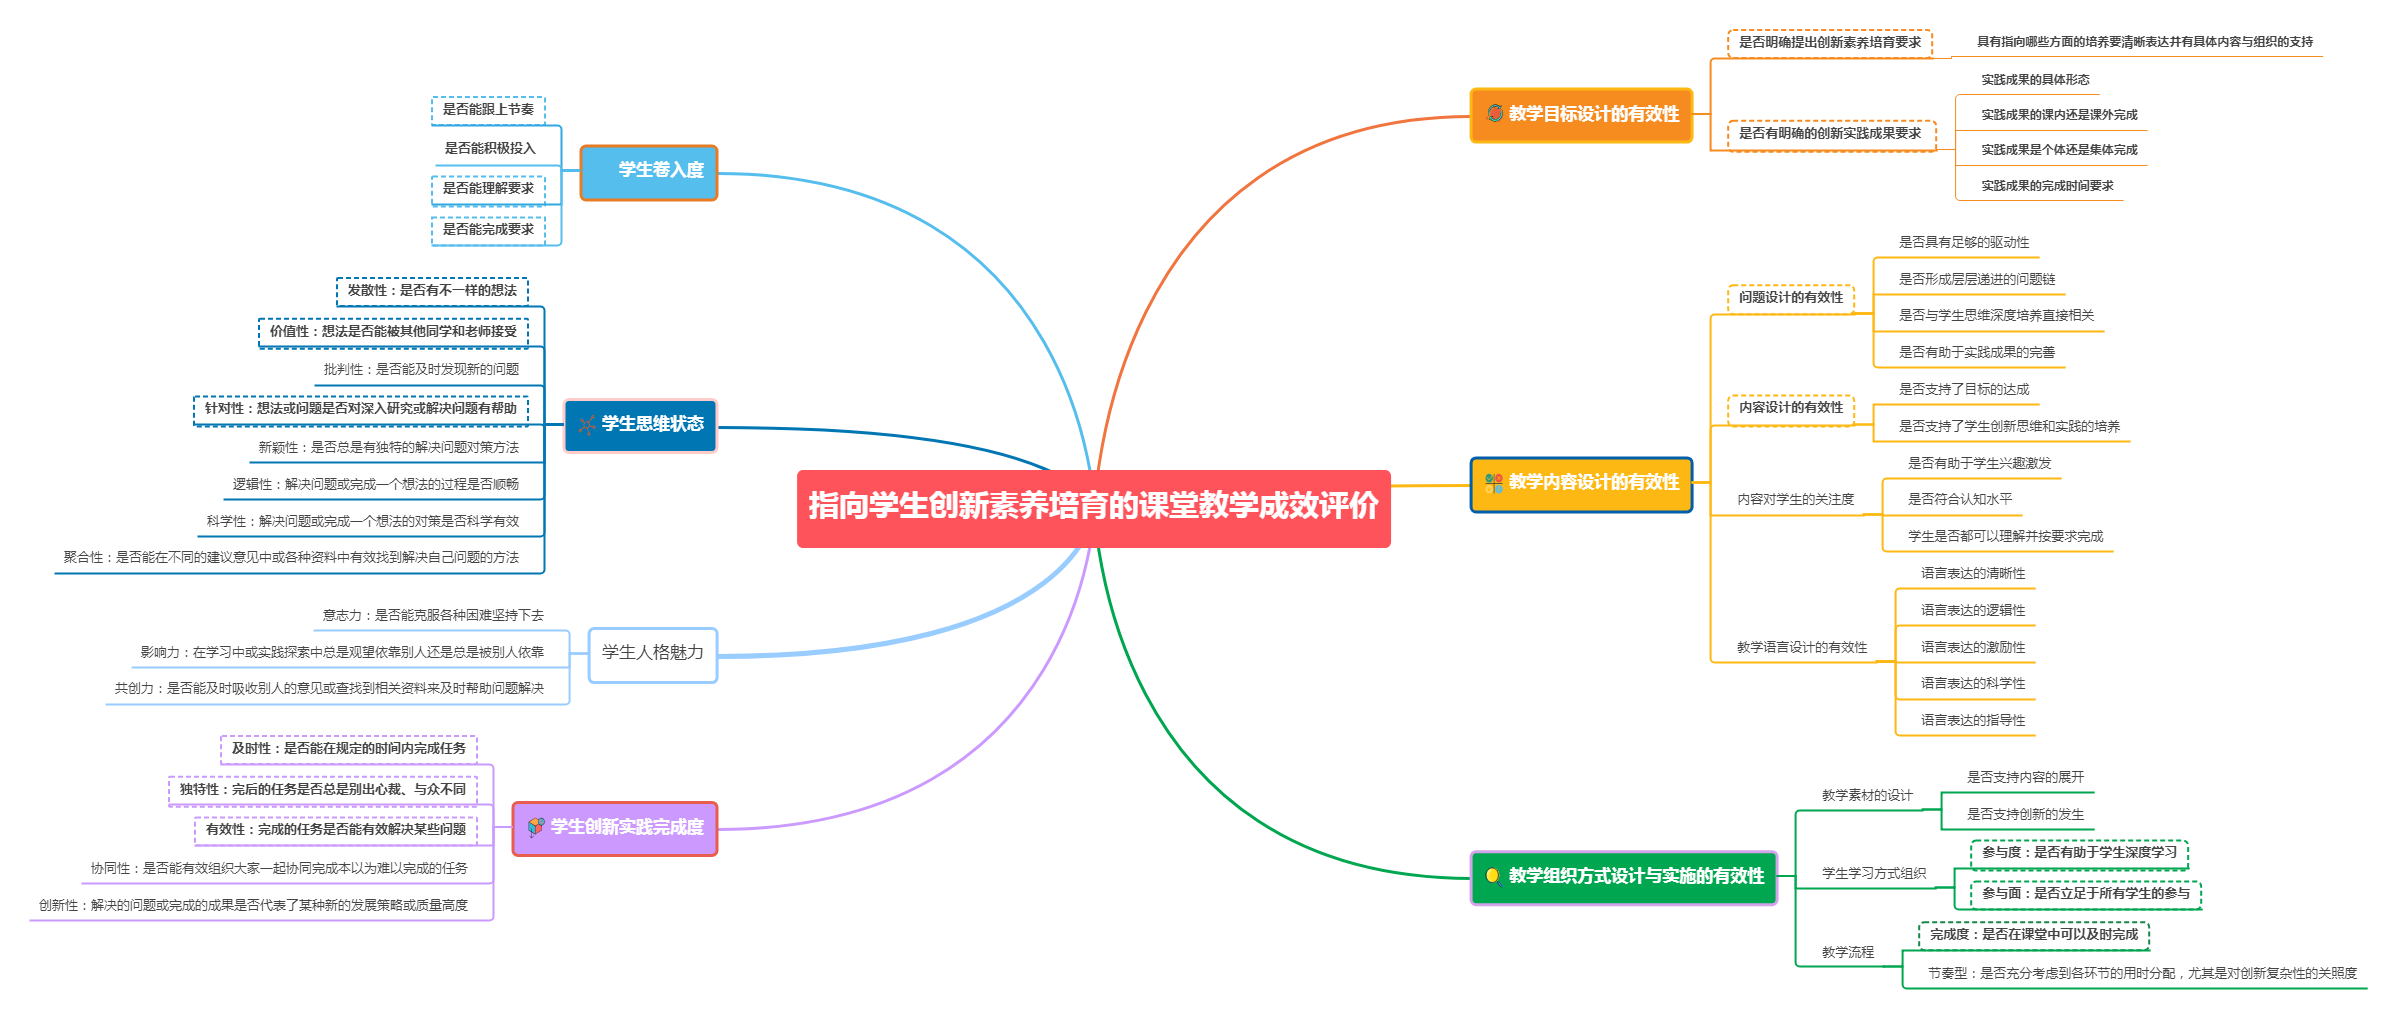 指向学生创新素养培育的课堂教学成效评价
教学目标设计的有效性
是否明确提出创新素养培育要求
具有指向哪些方面的培养要清晰表达并有具体内容与组织的支持
是否有明确的创新实践成果要求
实践成果的具体形态
实践成果的课内还是课外完成
实践成果是个体还是集体完成
实践成果的完成时间要求
教学内容设计的有效性
问题设计的有效性
是否具有足够的驱动性
是否形成层层递进的问题链
是否与学生思维深度培养直接相关
是否有助于实践成果的完善
内容设计的有效性
是否支持了目标的达成
是否支持了学生创新思维和实践的培养
内容对学生的关注度
是否有助于学生兴趣激发
是否符合认知水平
学生是否都可以理解并按要求完成
教学语言设计的有效性
语言表达的清晰性
语言表达的逻辑性
语言表达的激励性
语言表达的科学性
语言表达的指导性
教学组织方式设计与实施的有效性
教学素材的设计
是否支持内容的展开
是否支持创新的发生
学生学习方式组织
参与度：是否有助于学生深度学习
参与面：是否立足于所有学生的参与
教学流程
完成度：是否在课堂中可以及时完成
节奏型：是否充分考虑到各环节的用时分配，尤其是对创新复杂性的关照度
学生卷入度
是否能跟上节奏
是否能积极投入
是否能理解要求
是否能完成要求
学生思维状态
发散性：是否有不一样的想法
价值性：想法是否能被其他同学和老师接受
批判性：是否能及时发现新的问题
针对性：想法或问题是否对深入研究或解决问题有帮助
新颖性：是否总是有独特的解决问题对策方法
逻辑性：解决问题或完成一个想法的过程是否顺畅
科学性：解决问题或完成一个想法的对策是否科学有效
聚合性：是否能在不同的建议意见中或各种资料中有效找到解决自己问题的方法
学生人格魅力
意志力：是否能克服各种困难坚持下去
影响力：在学习中或实践探索中总是观望依靠别人还是总是被别人依靠
共创力：是否能及时吸收别人的意见或查找到相关资料来及时帮助问题解决
学生创新实践完成度
及时性：是否能在规定的时间内完成任务
独特性：完后的任务是否总是别出心裁、与众不同
有效性：完成的任务是否能有效解决某些问题
协同性：是否能有效组织大家一起协同完成本以为难以完成的任务
创新性：解决的问题或完成的成果是否代表了某种新的发展策略或质量高度